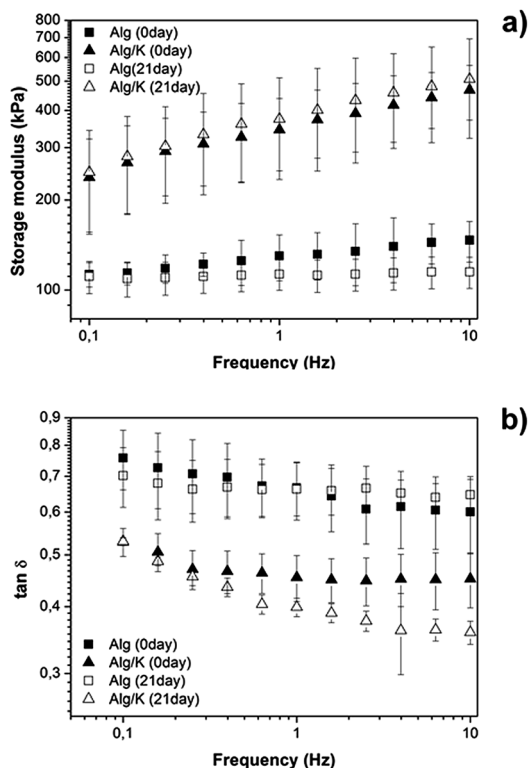 a)
800
700
600
500
400
300
200
100
Storage modulus (kPa)
Alg (0day)
Alg/K (0day)
Alg(21day)
Alg/K (21day)
0,1
1
10
Frequency (Hz)
b)
0,9
0,8
0,7
0,6
0,5
0,4
0,3
tan δ
Alg (0day)
Alg/K (0day)
Alg (21day)
Alg/K (21day)
0,1
1
10
Frequency (Hz)